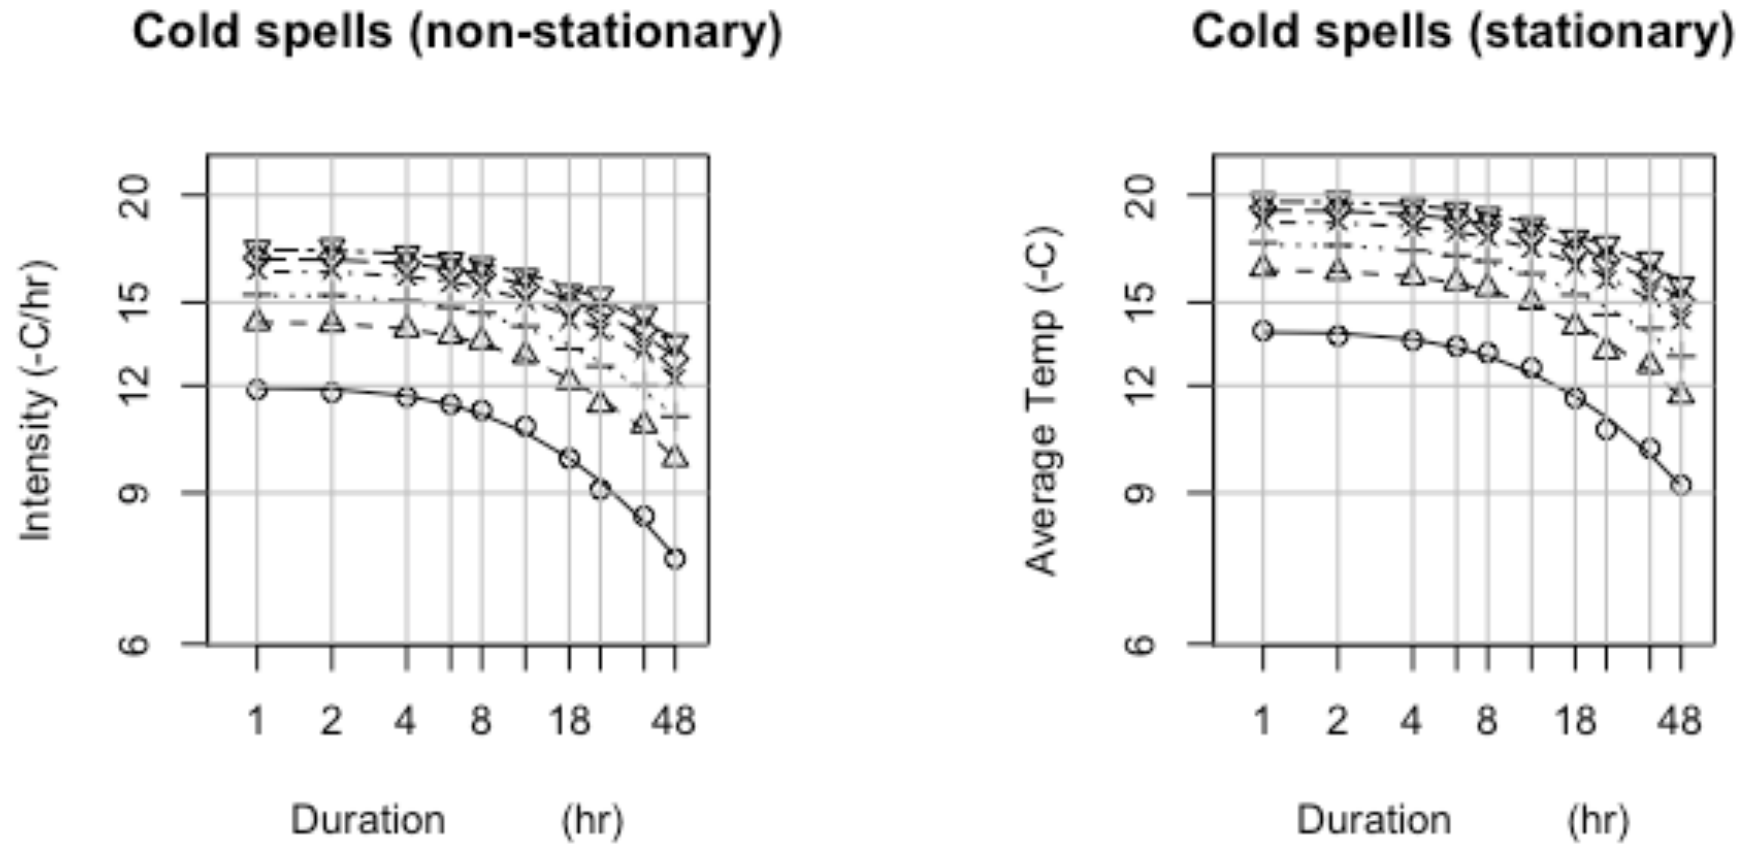 Cold spells (non-stationary)
Intensity (-C/hr)
20
15
12
9
6
1 2 4 8 18 48
Duration (hr)
Cold spells (stationary)
Average Temp (-C)
20
15
12
9
6
1 2 4 8 18 48
Duration (hr)